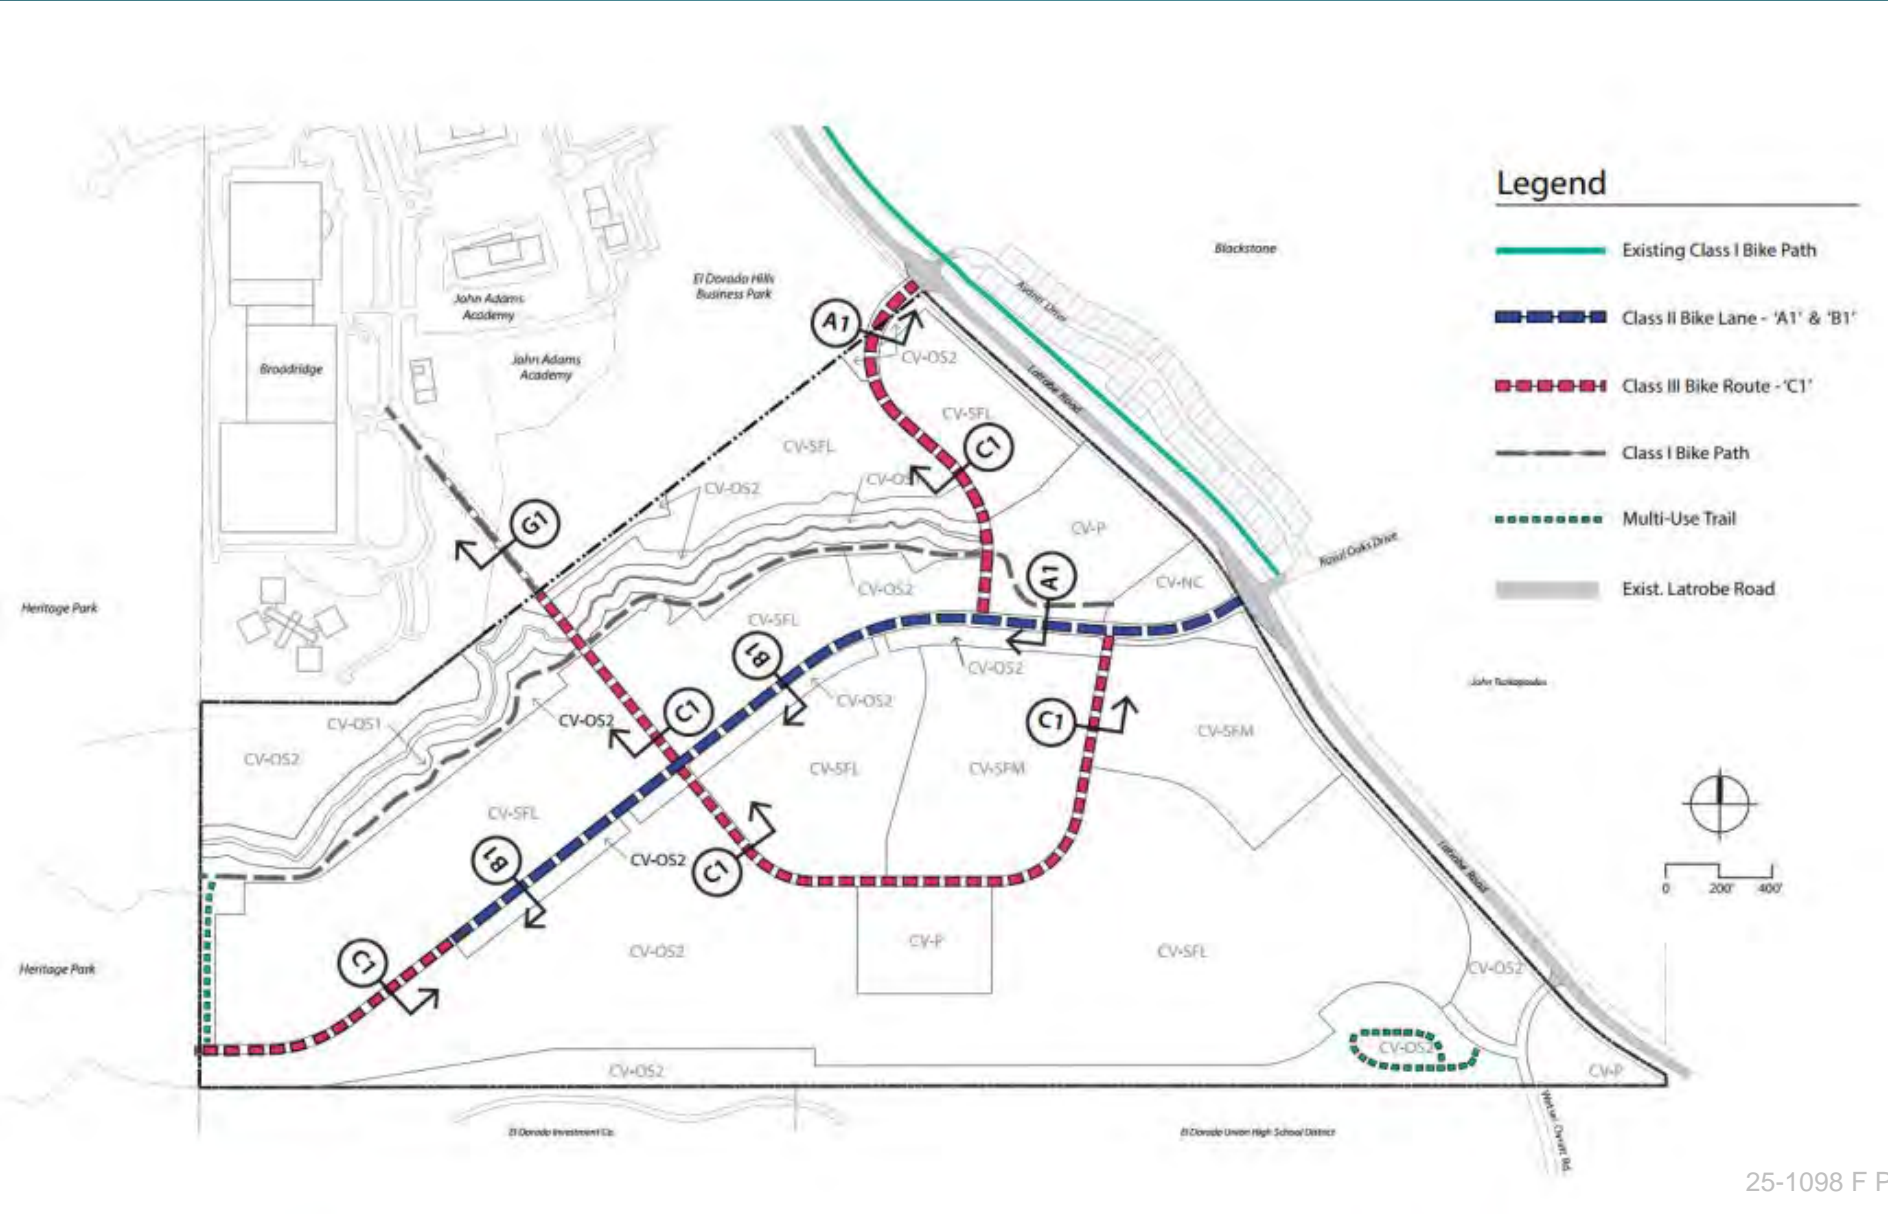 Legend
Existing Class I Bike Path
Class II Bike Lane - 'A1' & 'B1'
Class III Bike Route - 'C1'
Class I Bike Path
Multi-Use Trail
Exist. Latrobe Road
Blackstone
El Dorado Hills
Business Park
John Adams
Academy
John Adams
Academy
Broadridge
Latrobe Road
A1
CV-OS2
CV-SFL
C1
CV-SFL
CV-OS2
G1
CV-P
Royal Oaks Drive
CV-NC
A1
CV-OS2
Heritage Park
CV-SFL
B1
CV-OS2
CV-OS2
C1
CV-OS2
CV-OS1
C1
CV-SFM
CV-OS2
CV-SFL
CV-SFM
CV-SFL
B1
CV-OS2
C1
Latrobe Road
0
200'
400'
CV-P
CV-OS2
CV-SFL
C1
CV-OS2
Heritage Park
CV-OS2
CV-OS2
CV-P
El Dorado Investment Co.
El Dorado Union High School District
25-1098 F P